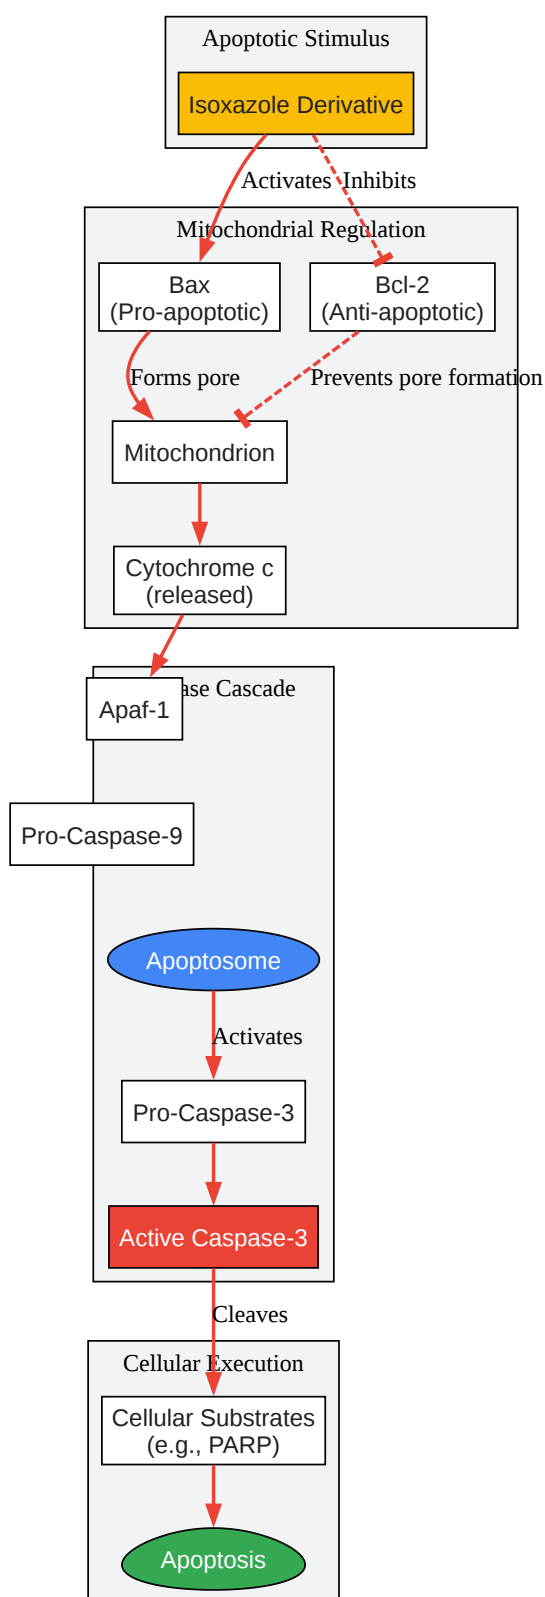 Apoptotic Stimulus
Isoxazole Derivative
Activates
Inhibits
Mitochondrial Regulation
Bax
(Pro-apoptotic)
Bcl-2
(Anti-apoptotic)
Forms pore
Prevents pore formation
Mitochondrion
Cytochrome c
(released)
Cascade
Apaf-1
Pro-Caspase-9
Apoptosome
Activates
Pro-Caspase-3
Active Caspase-3
Cleaves
Cellular Execution
Cellular Substrates
(e.g., PARP)
Apoptosis